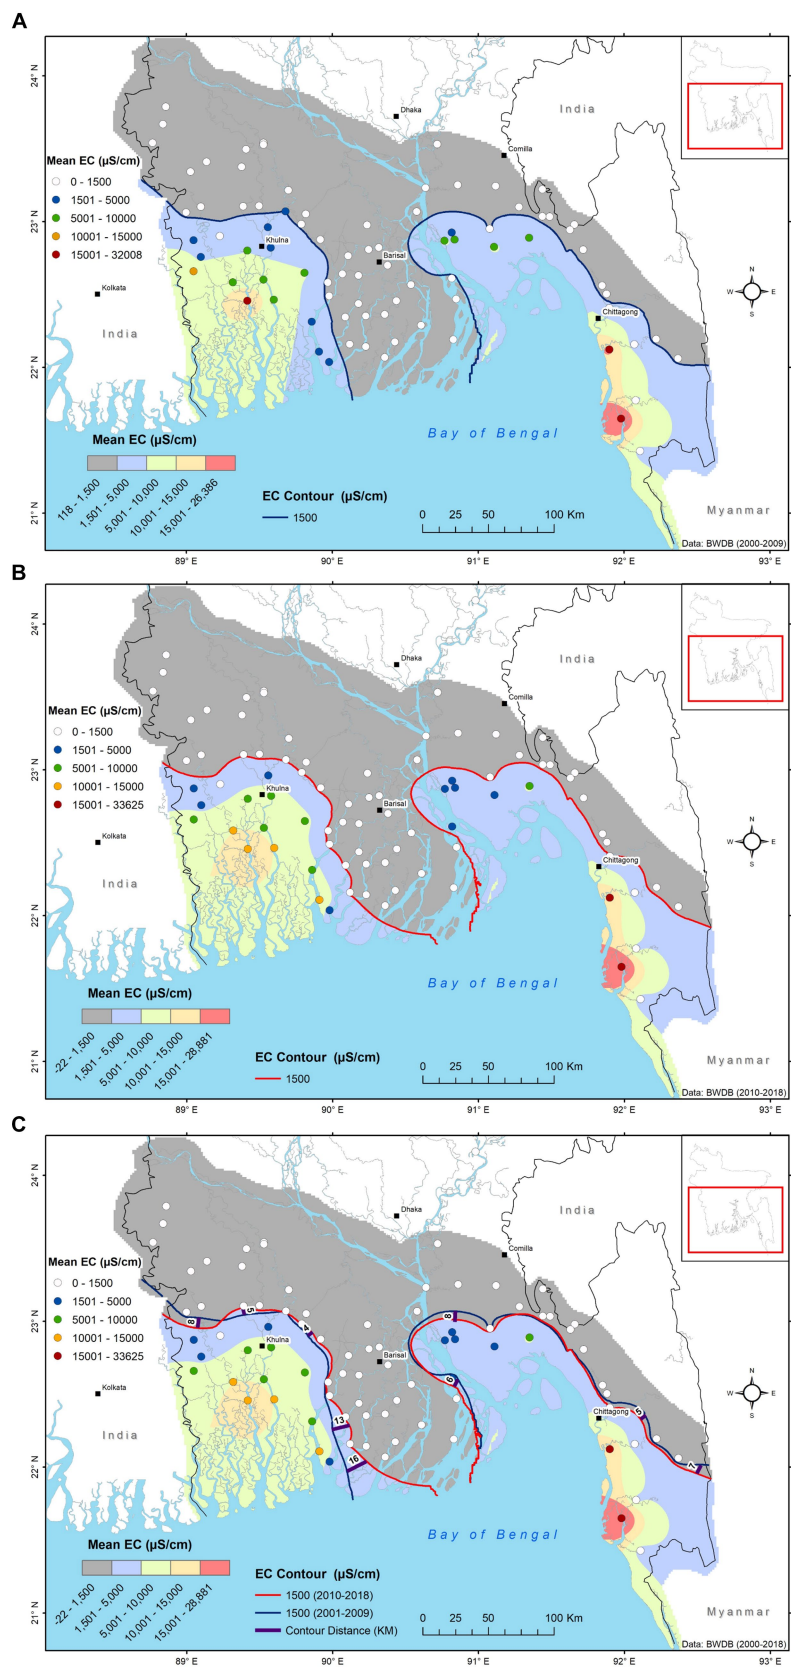 A
24° N
23° N
22° N
21° N
Dhaka
India
Comilla
Mean EC (µS/cm)
0 - 1500
1501 - 5000
5001 - 10000
10001 - 15000
15001 - 32008
Khulna
Barisal
Kolkata
India
Chittagong
N
W E
S
Bay of Bengal
Mean EC (µS/cm)
118 - 1,500
1,501 - 5,000
5,001 - 10,000
10,001 - 15,000
15,001 - 26,386
EC Contour (µS/cm)
1500
0 25 50 100 Km
Myanmar
Data: BWDB (2000-2009)
89° E 90° E 91° E 92° E 93° E
B
24° N
23° N
22° N
21° N
Dhaka
India
Comilla
Mean EC (µS/cm)
0 - 1500
1501 - 5000
5001 - 10000
10001 - 15000
15001 - 33625
Khulna
Barisal
Kolkata
India
Chittagong
N
W E
S
Bay of Bengal
Mean EC (µS/cm)
-22 - 1,500
1,501 - 5,000
5,001 - 10,000
10,001 - 15,000
15,001 - 28,881
EC Contour (µS/cm)
1500
0 25 50 100 Km
Myanmar
Data: BWDB (2010-2018)
89° E 90° E 91° E 92° E 93° E
C
24° N
23° N
22° N
21° N
Dhaka
India
Comilla
Mean EC (µS/cm)
0 - 1500
1501 - 5000
5001 - 10000
10001 - 15000
15001 - 33625
8
5
4
8
Khulna
Barisal
Kolkata
India
13
16
Chittagong
5
7
N
W E
S
Bay of Bengal
Mean EC (µS/cm)
-22 - 1,500
1,501 - 5,000
5,001 - 10,000
10,001 - 15,000
15,001 - 28,881
EC Contour (µS/cm)
1500 (2010-2018)
1500 (2001-2009)
Contour Distance (KM)
0 25 50 100 Km
Myanmar
Data: BWDB (2000-2018)
89° E 90° E 91° E 92° E 93° E